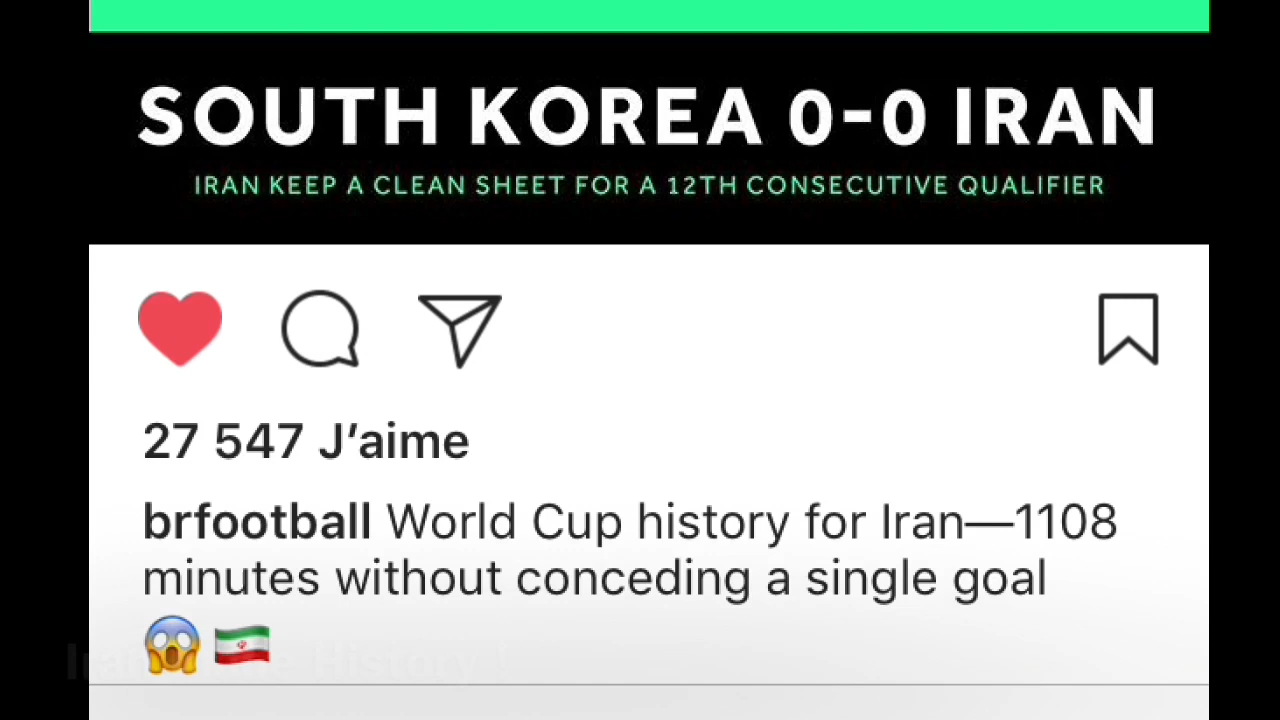 SOUTH KOREA 0-0 IRAN
IRAN KEEP A CLEAN SHEET FOR A 12TH CONSECUTIVE QUALIFIER
27 547 J’aime
brfootball World Cup history for Iran—1108
minutes without conceding a single goal
😱 🇮🇷